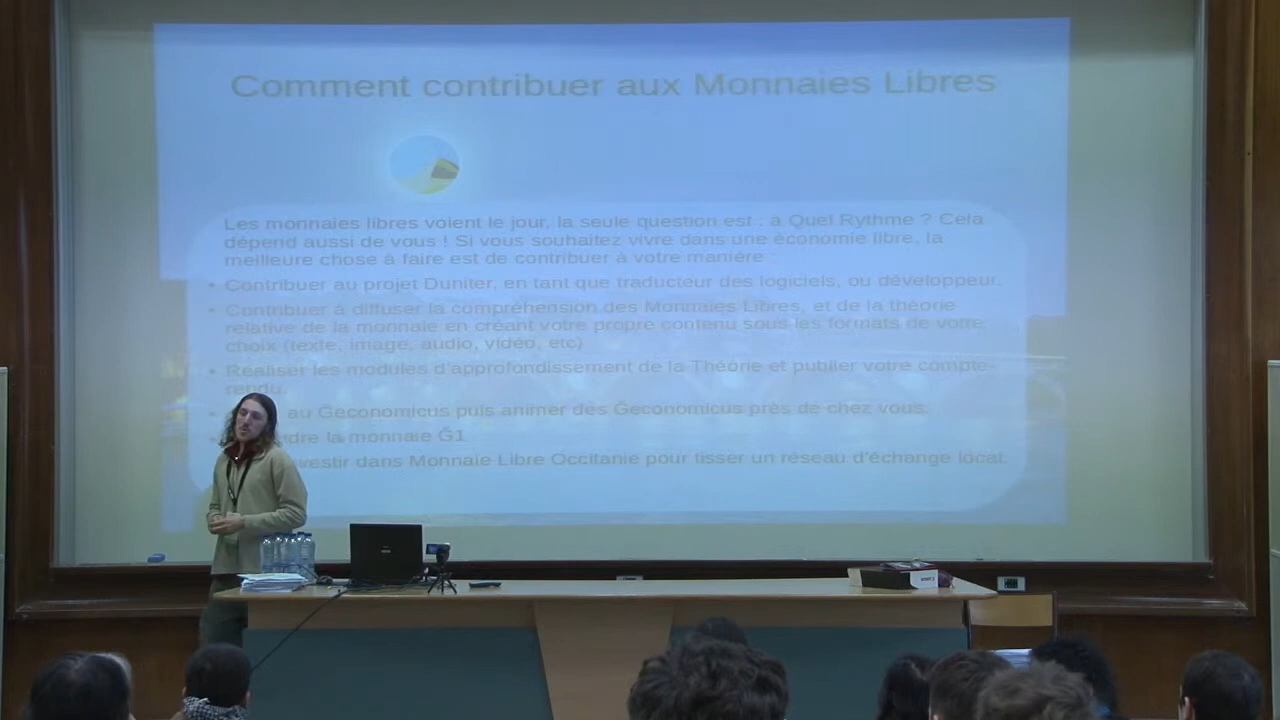 Comment contribuer aux Monnaies Libres
Les monnaies libres voient le jour, la seule question est : a Quel Rythme ? Cela
dépend aussi de vous ! Si vous souhaitez vivre dans une économie libre, la
meilleure chose à faire est de contribuer à votre manière :
• Contribuer au projet Duniter, en tant que traducteur des logiciels, ou développeur.
• Contribuer à diffuser la compréhension des Monnaies Libres, et de la théorie
relative de la monnaie en créant votre propre contenu sous les formats de votre
choix (texte, image, audio, vidéo, etc)
• Réaliser les modules d'approfondissement de la Théorie et publier votre compte-
rendu.
• au Geconomicus puis animer des Geconomicus près de chez vous.
• dre la monnaie Ğ1
vestir dans Monnaie Libre Occitanie pour tisser un réseau d'échange local.